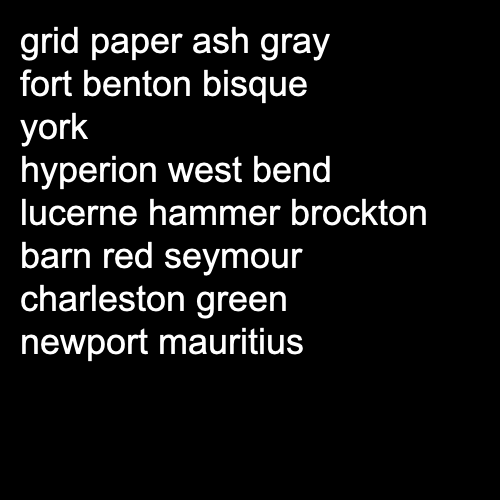 grid paper ash gray
fort benton bisque
york
hyperion west bend
lucerne hammer brockton
barn red seymour
charleston green
newport mauritius